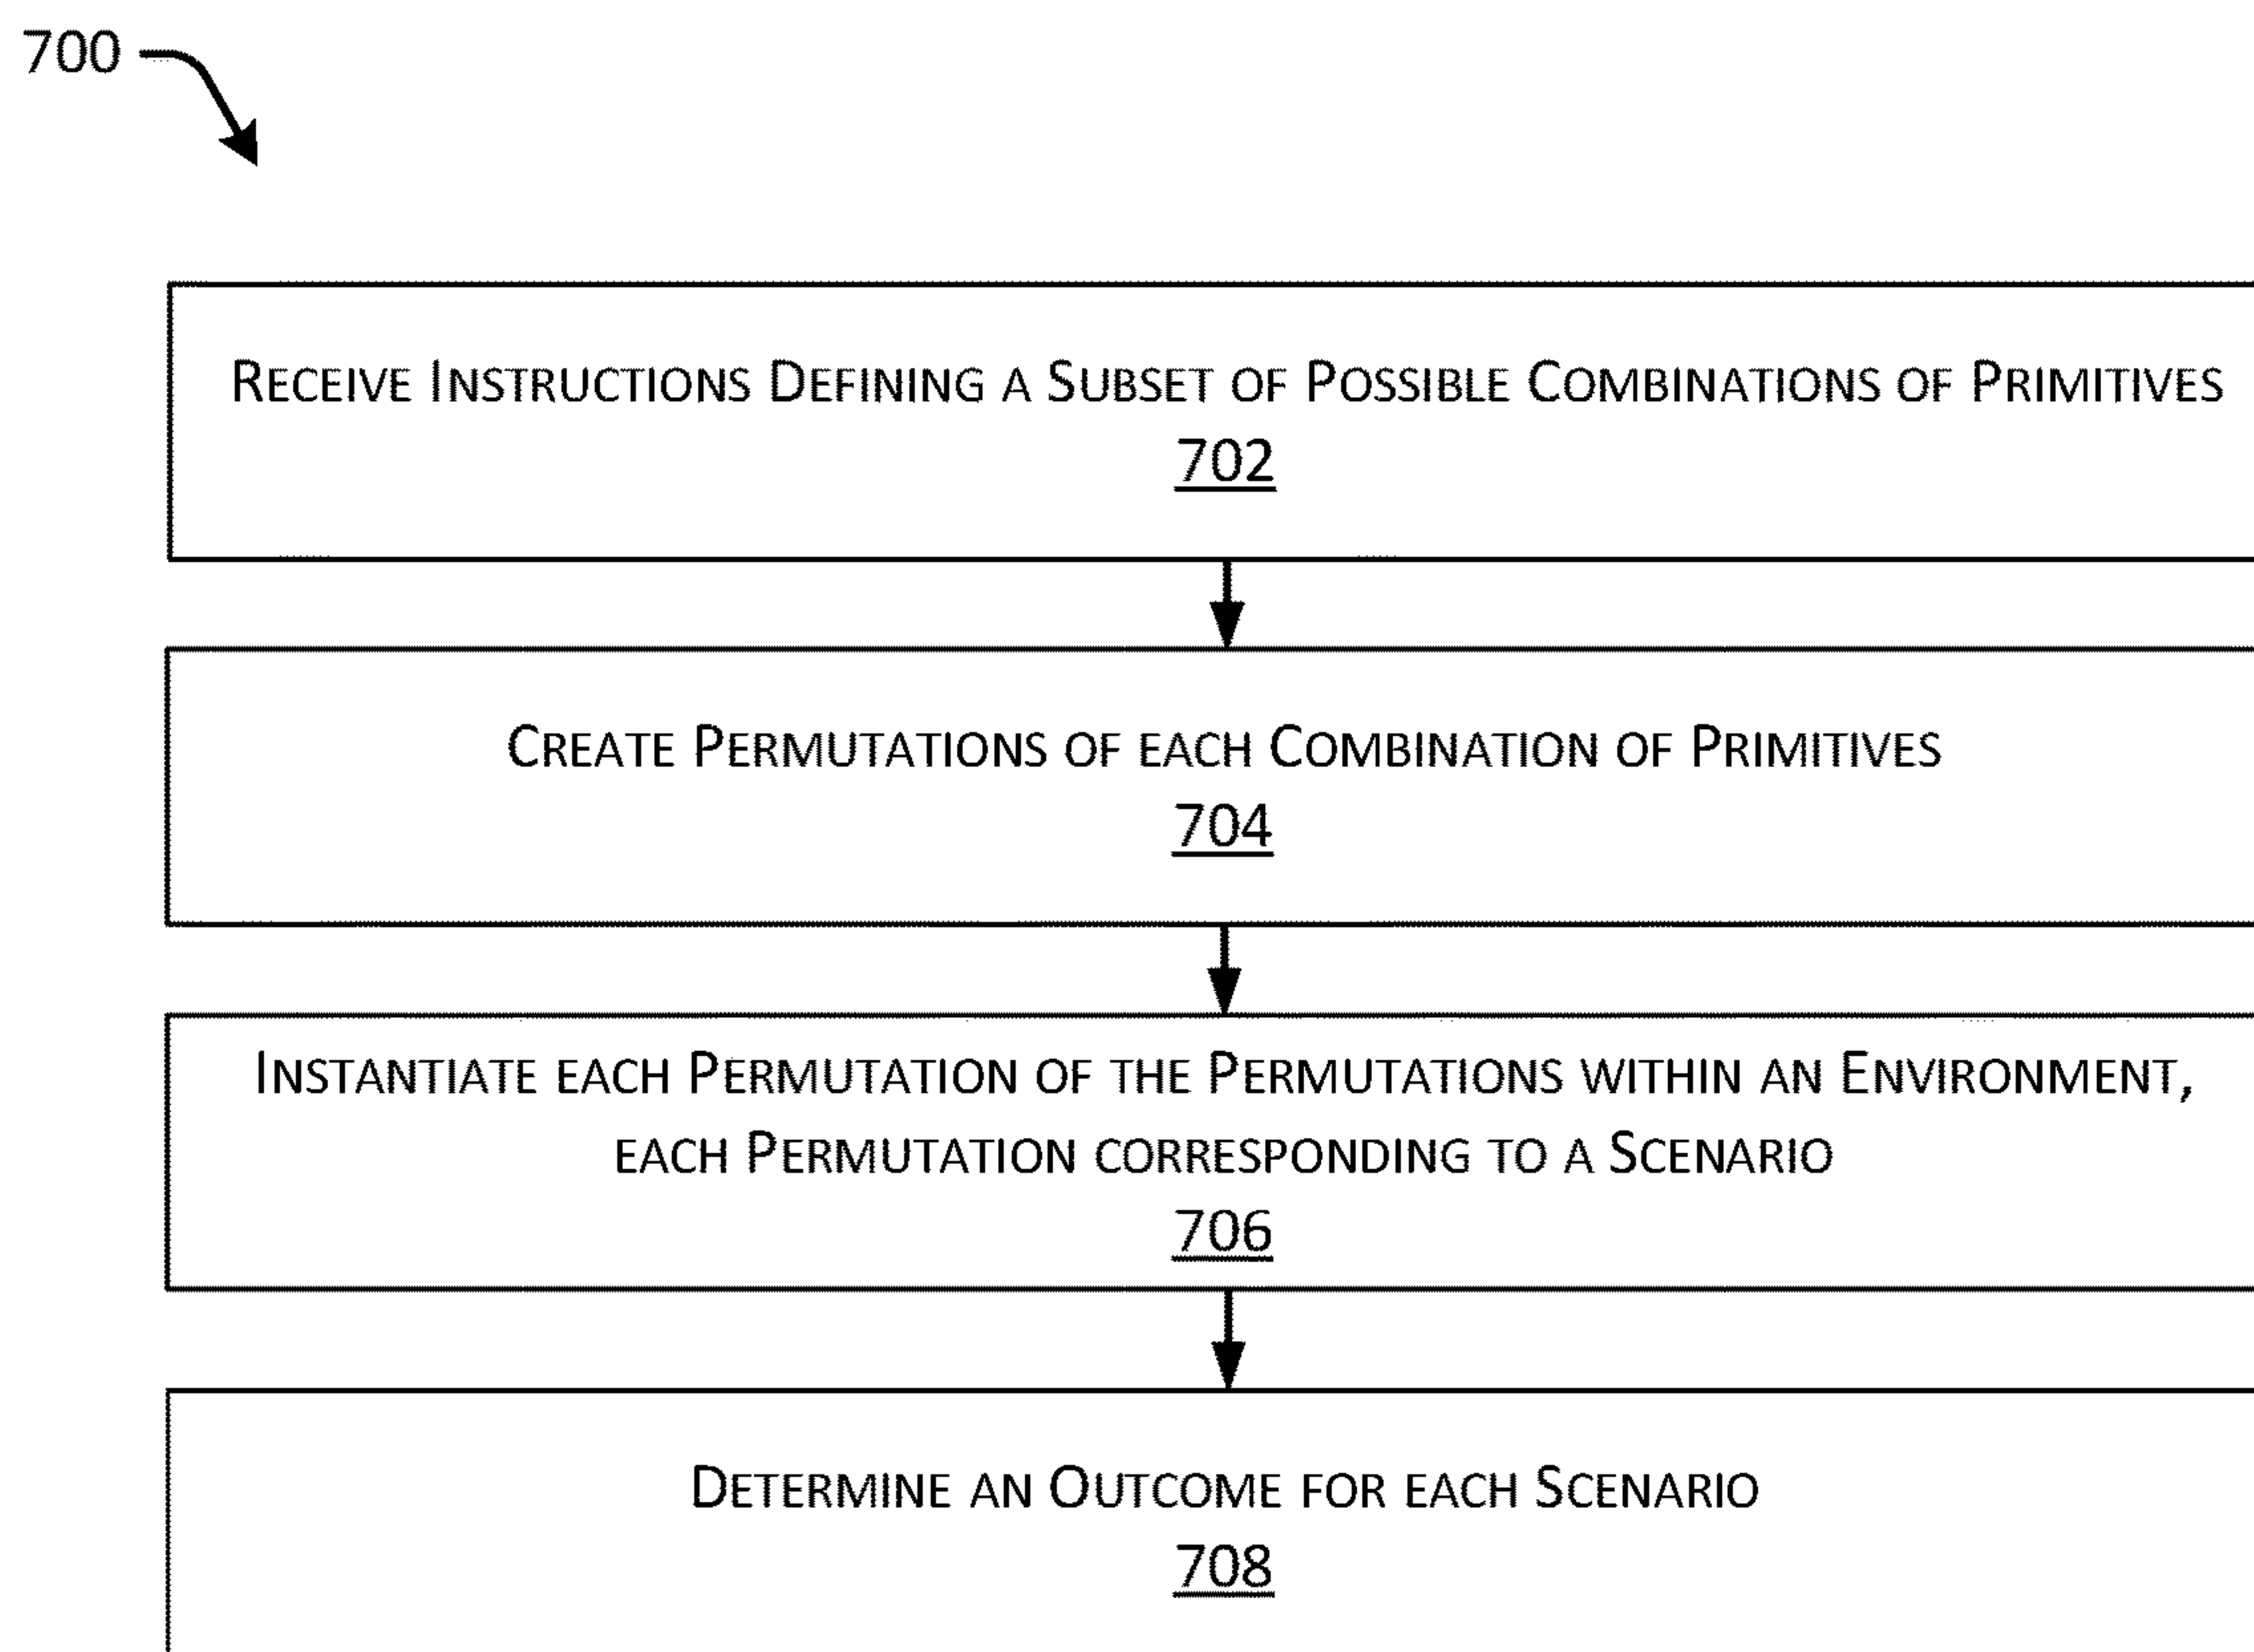 700
Receive Instructions Defining a Subset of Possible Combinations of Primitives
702
Create Permutations of each Combination of Primitives
704
Instantiate each Permutation of the Permutations within an Environment,
each Permutation corresponding to a Scenario
706
Determine an Outcome for each Scenario
708